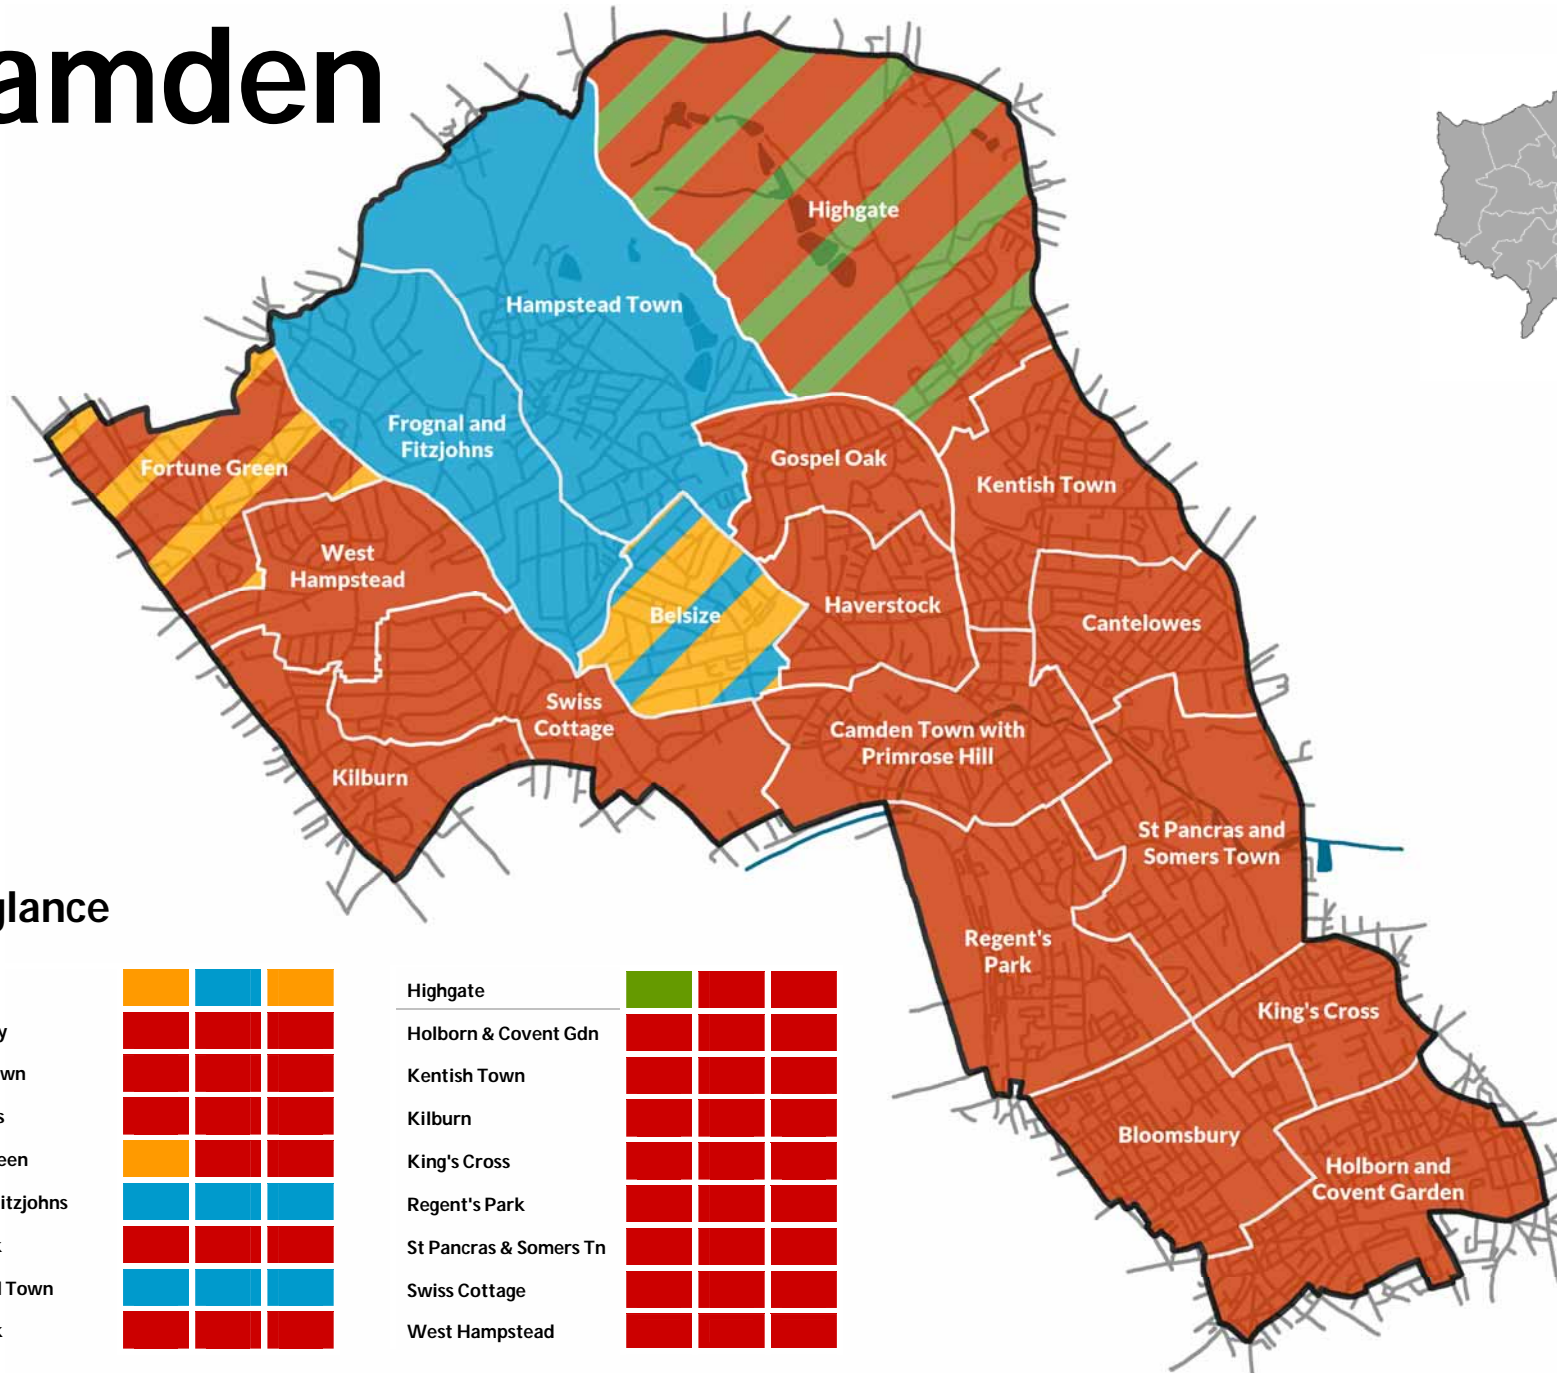 amden
Highgate
Hampstead Town
Frognal and
Fitzjohns
Fortune Green
Gospel Oak
Kentish Town
West
Hampstead
Belsize
Haverstock
Cantelowes
Swiss
Cottage
Camden Town with
Primrose Hill
Kilburn
St Pancras and
Somers Town
Regent's
Park
King's Cross
Bloomsbury
Holborn and
Covent Garden
glance
y
wn
s
een
itzjohns
k
l Town
k
Highgate
Holborn & Covent Gdn
Kentish Town
Kilburn
King's Cross
Regent's Park
St Pancras & Somers Tn
Swiss Cottage
West Hampstead